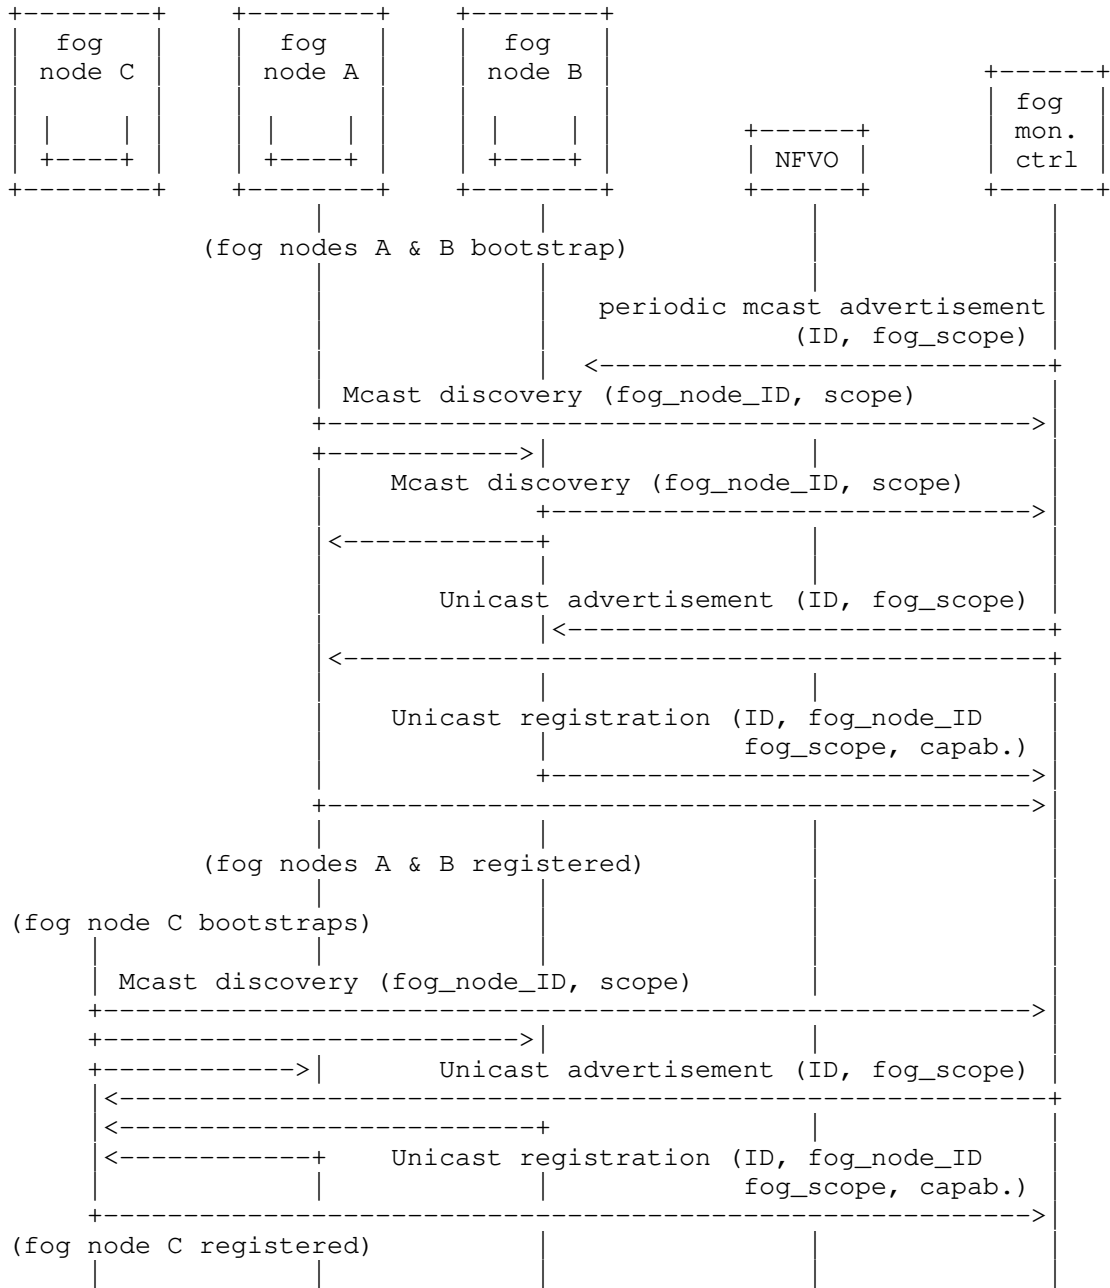 fog fog fog
node C node A node B
fog
mon.
NFVO ctrl
(fog nodes A & B bootstrap)
periodic mcast advertisement
(ID, fog_scope)
Mcast discovery (fog_node_ID, scope)
Mcast discovery (fog_node_ID, scope)
Unicast advertisement (ID, fog_scope)
Unicast registration (ID, fog_node_ID
fog_scope, capab.)
(fog nodes A & B registered)
(fog node C bootstraps)
Mcast discovery (fog_node_ID, scope)
Unicast advertisement (ID, fog_scope)
Unicast registration (ID, fog_node_ID
fog_scope, capab.)
(fog node C registered)